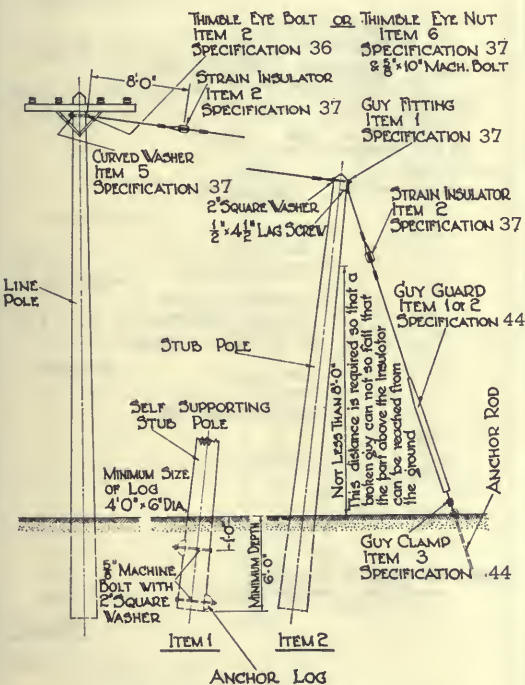 THIMBLE EYE BOLT OR THIMBLE EYE NUT
ITEM 2
SPECIFICATION 36
ITEM 6
SPECIFICATION 37
& 5/8" x 10" MACH. BOLT
8'-0"
STRAIN INSULATOR
ITEM 2
SPECIFICATION 37
GUY FITTING
ITEM 1
SPECIFICATION 37
CURVED WASHER
ITEM 5
SPECIFICATION 37
2" SQUARE WASHER
1/2" x 4 1/2" LAG SCREW
STRAIN INSULATOR
ITEM 2
SPECIFICATION 37
LINE
POLE
GUY GUARD
ITEM 1 or 2
SPECIFICATION 44
STUB POLE
NOT LESS THAN 8'-0"
This distance is required so that a
broken guy can not so fall that
the part above the insulator
can be reached from
the ground
SELF SUPPORTING
STUB POLE
MINIMUM SIZE
OF LOG
4'0" x 6" DIA.
ANCHOR ROD
1'-0"
MINIMUM DEPTH
6'-0"
GUY CLAMP
ITEM 3
SPECIFICATION 44
5/8" MACHINE
BOLT WITH
2" SQUARE
WASHER
ITEM 1
ITEM 2
ANCHOR LOG